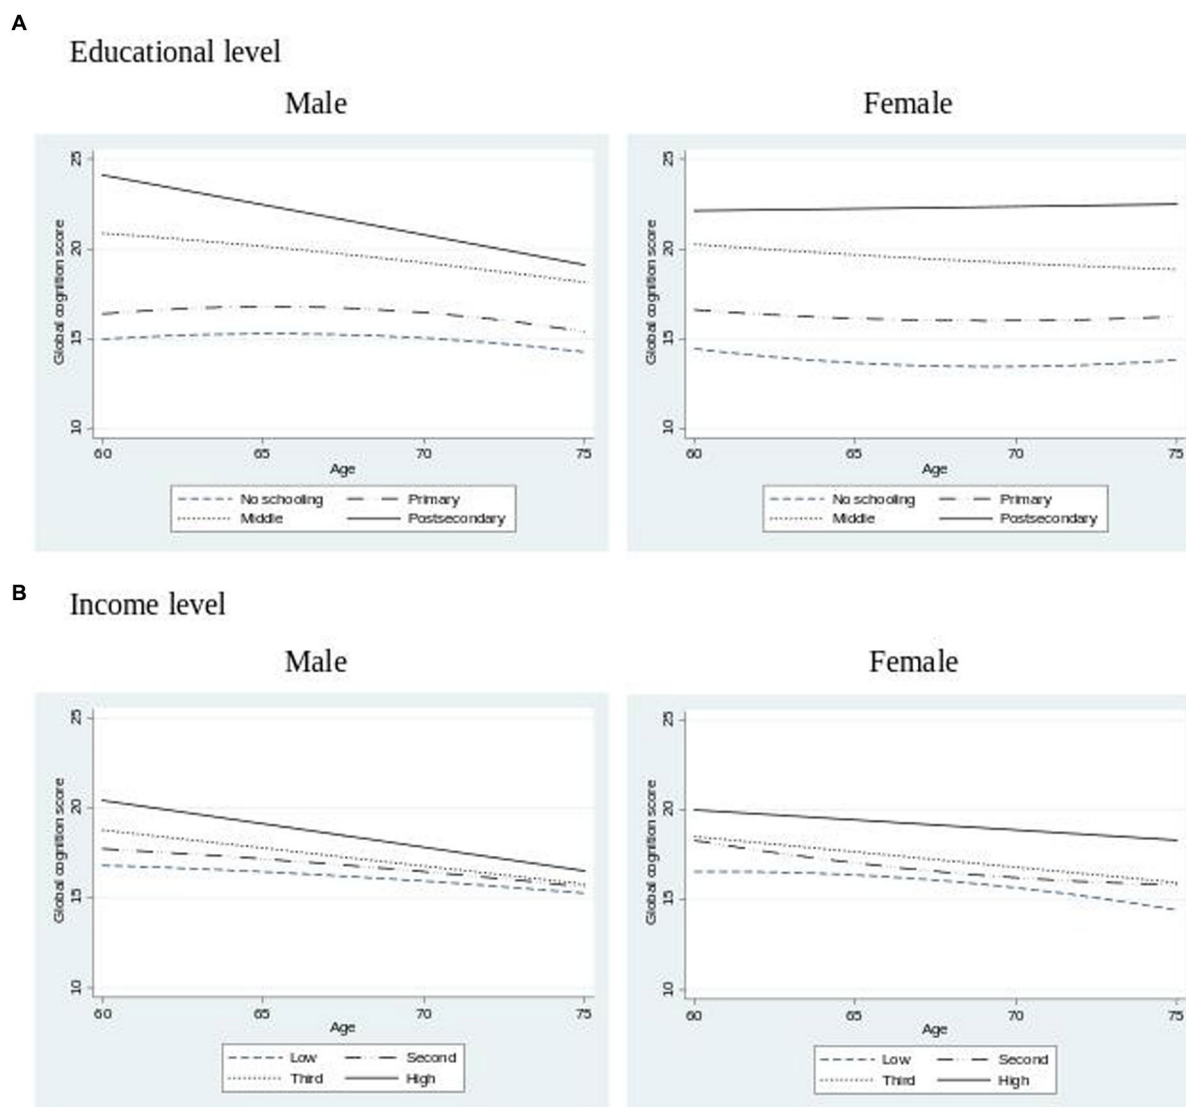 A
Educational level
Male
Female
Global cognition score
25
20
15
10
60 65 70 75
Age
No schooling Primary
Middle Postsecondary
Global cognition score
25
20
15
10
60 65 70 75
Age
No schooling Primary
Middle Postsecondary
B
Income level
Male
Female
Global cognition score
25
20
15
10
60 65 70 75
Age
Low Second
Third High
Global cognition score
25
20
15
10
60 65 70 75
Age
Low Second
Third High